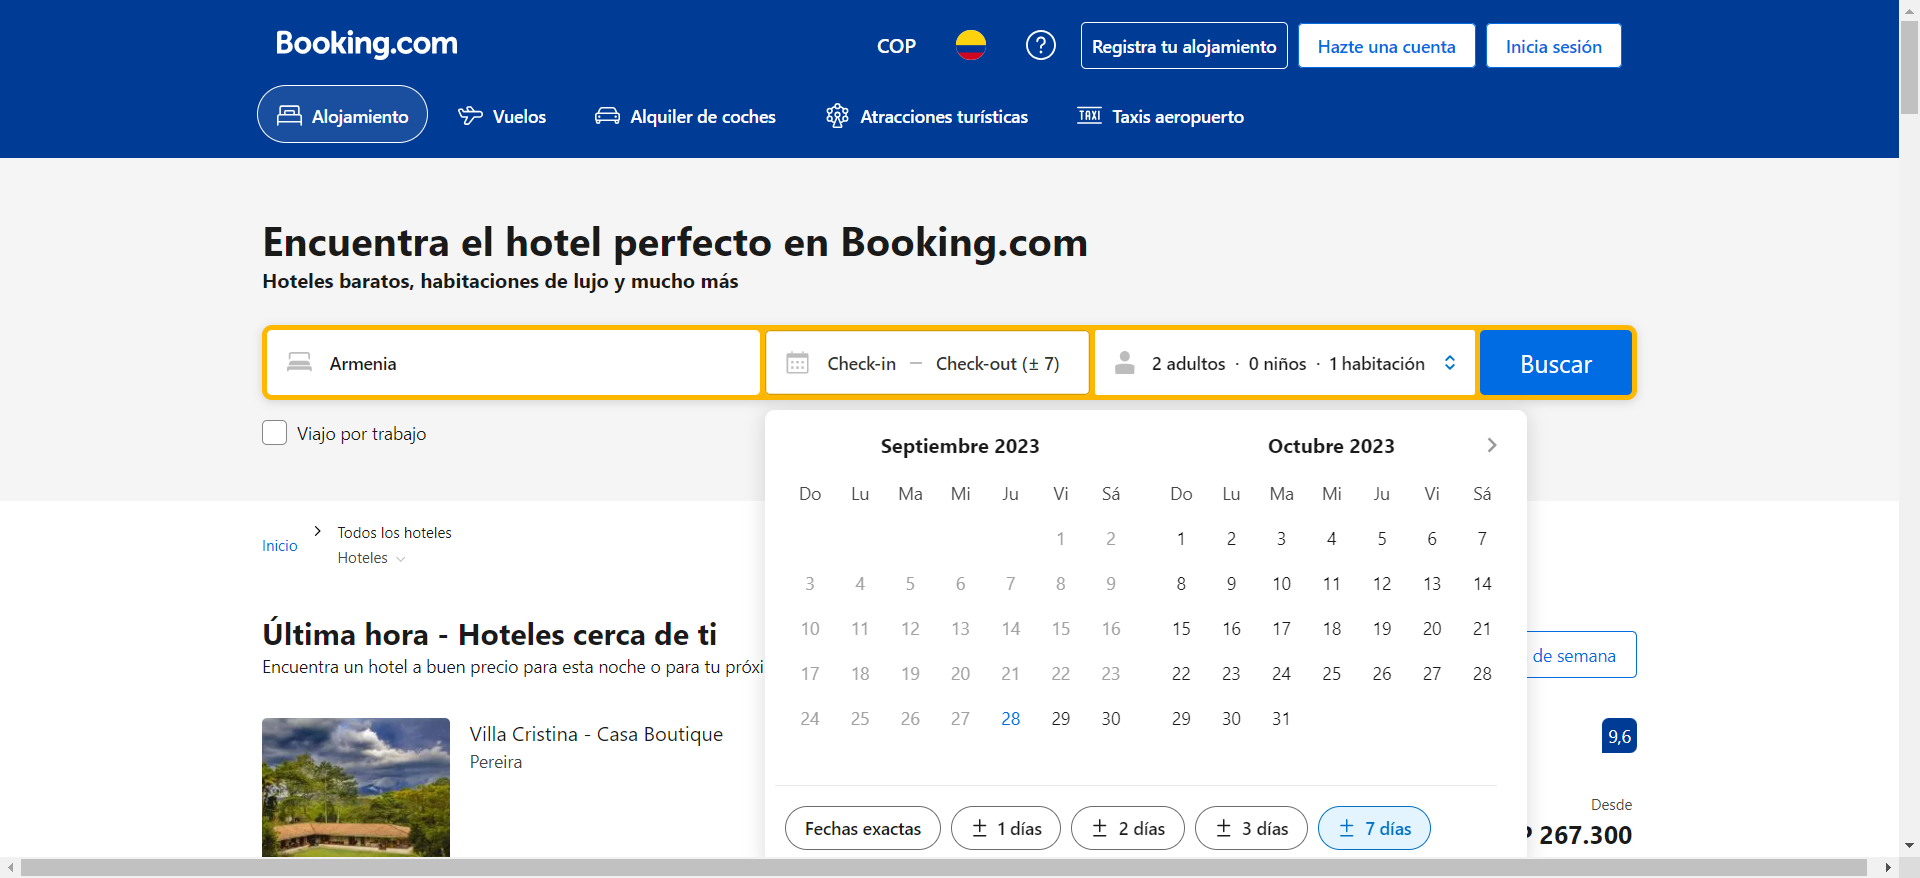 Booking.com
COP
?
Registra tu alojamiento
Hazte una cuenta
Inicia sesión
Alojamiento
Vuelos
Alquiler de coches
Atracciones turísticas
TAXI
Taxis aeropuerto
Encuentra el hotel perfecto en Booking.com
Hoteles baratos, habitaciones de lujo y mucho más
Armenia
Check-in — Check-out (± 7)
2 adultos · 0 niños · 1 habitación
Buscar
Viajo por trabajo
Septiembre 2023
Do Lu Ma Mi Ju Vi Sá
1 2
3 4 5 6 7 8 9
10 11 12 13 14 15 16
17 18 19 20 21 22 23
24 25 26 27 28 29 30
Octubre 2023
Do Lu Ma Mi Ju Vi Sá
1 2 3 4 5 6 7
8 9 10 11 12 13 14
15 16 17 18 19 20 21
22 23 24 25 26 27 28
29 30 31
Fechas exactas
± 1 días
± 2 días
± 3 días
± 7 días
Inicio
Todos los hoteles
Hoteles
Última hora - Hoteles cerca de ti
Encuentra un hotel a buen precio para esta noche o para tu próxi
de semana
Villa Cristina - Casa Boutique
Pereira
9,6
Desde
267.300